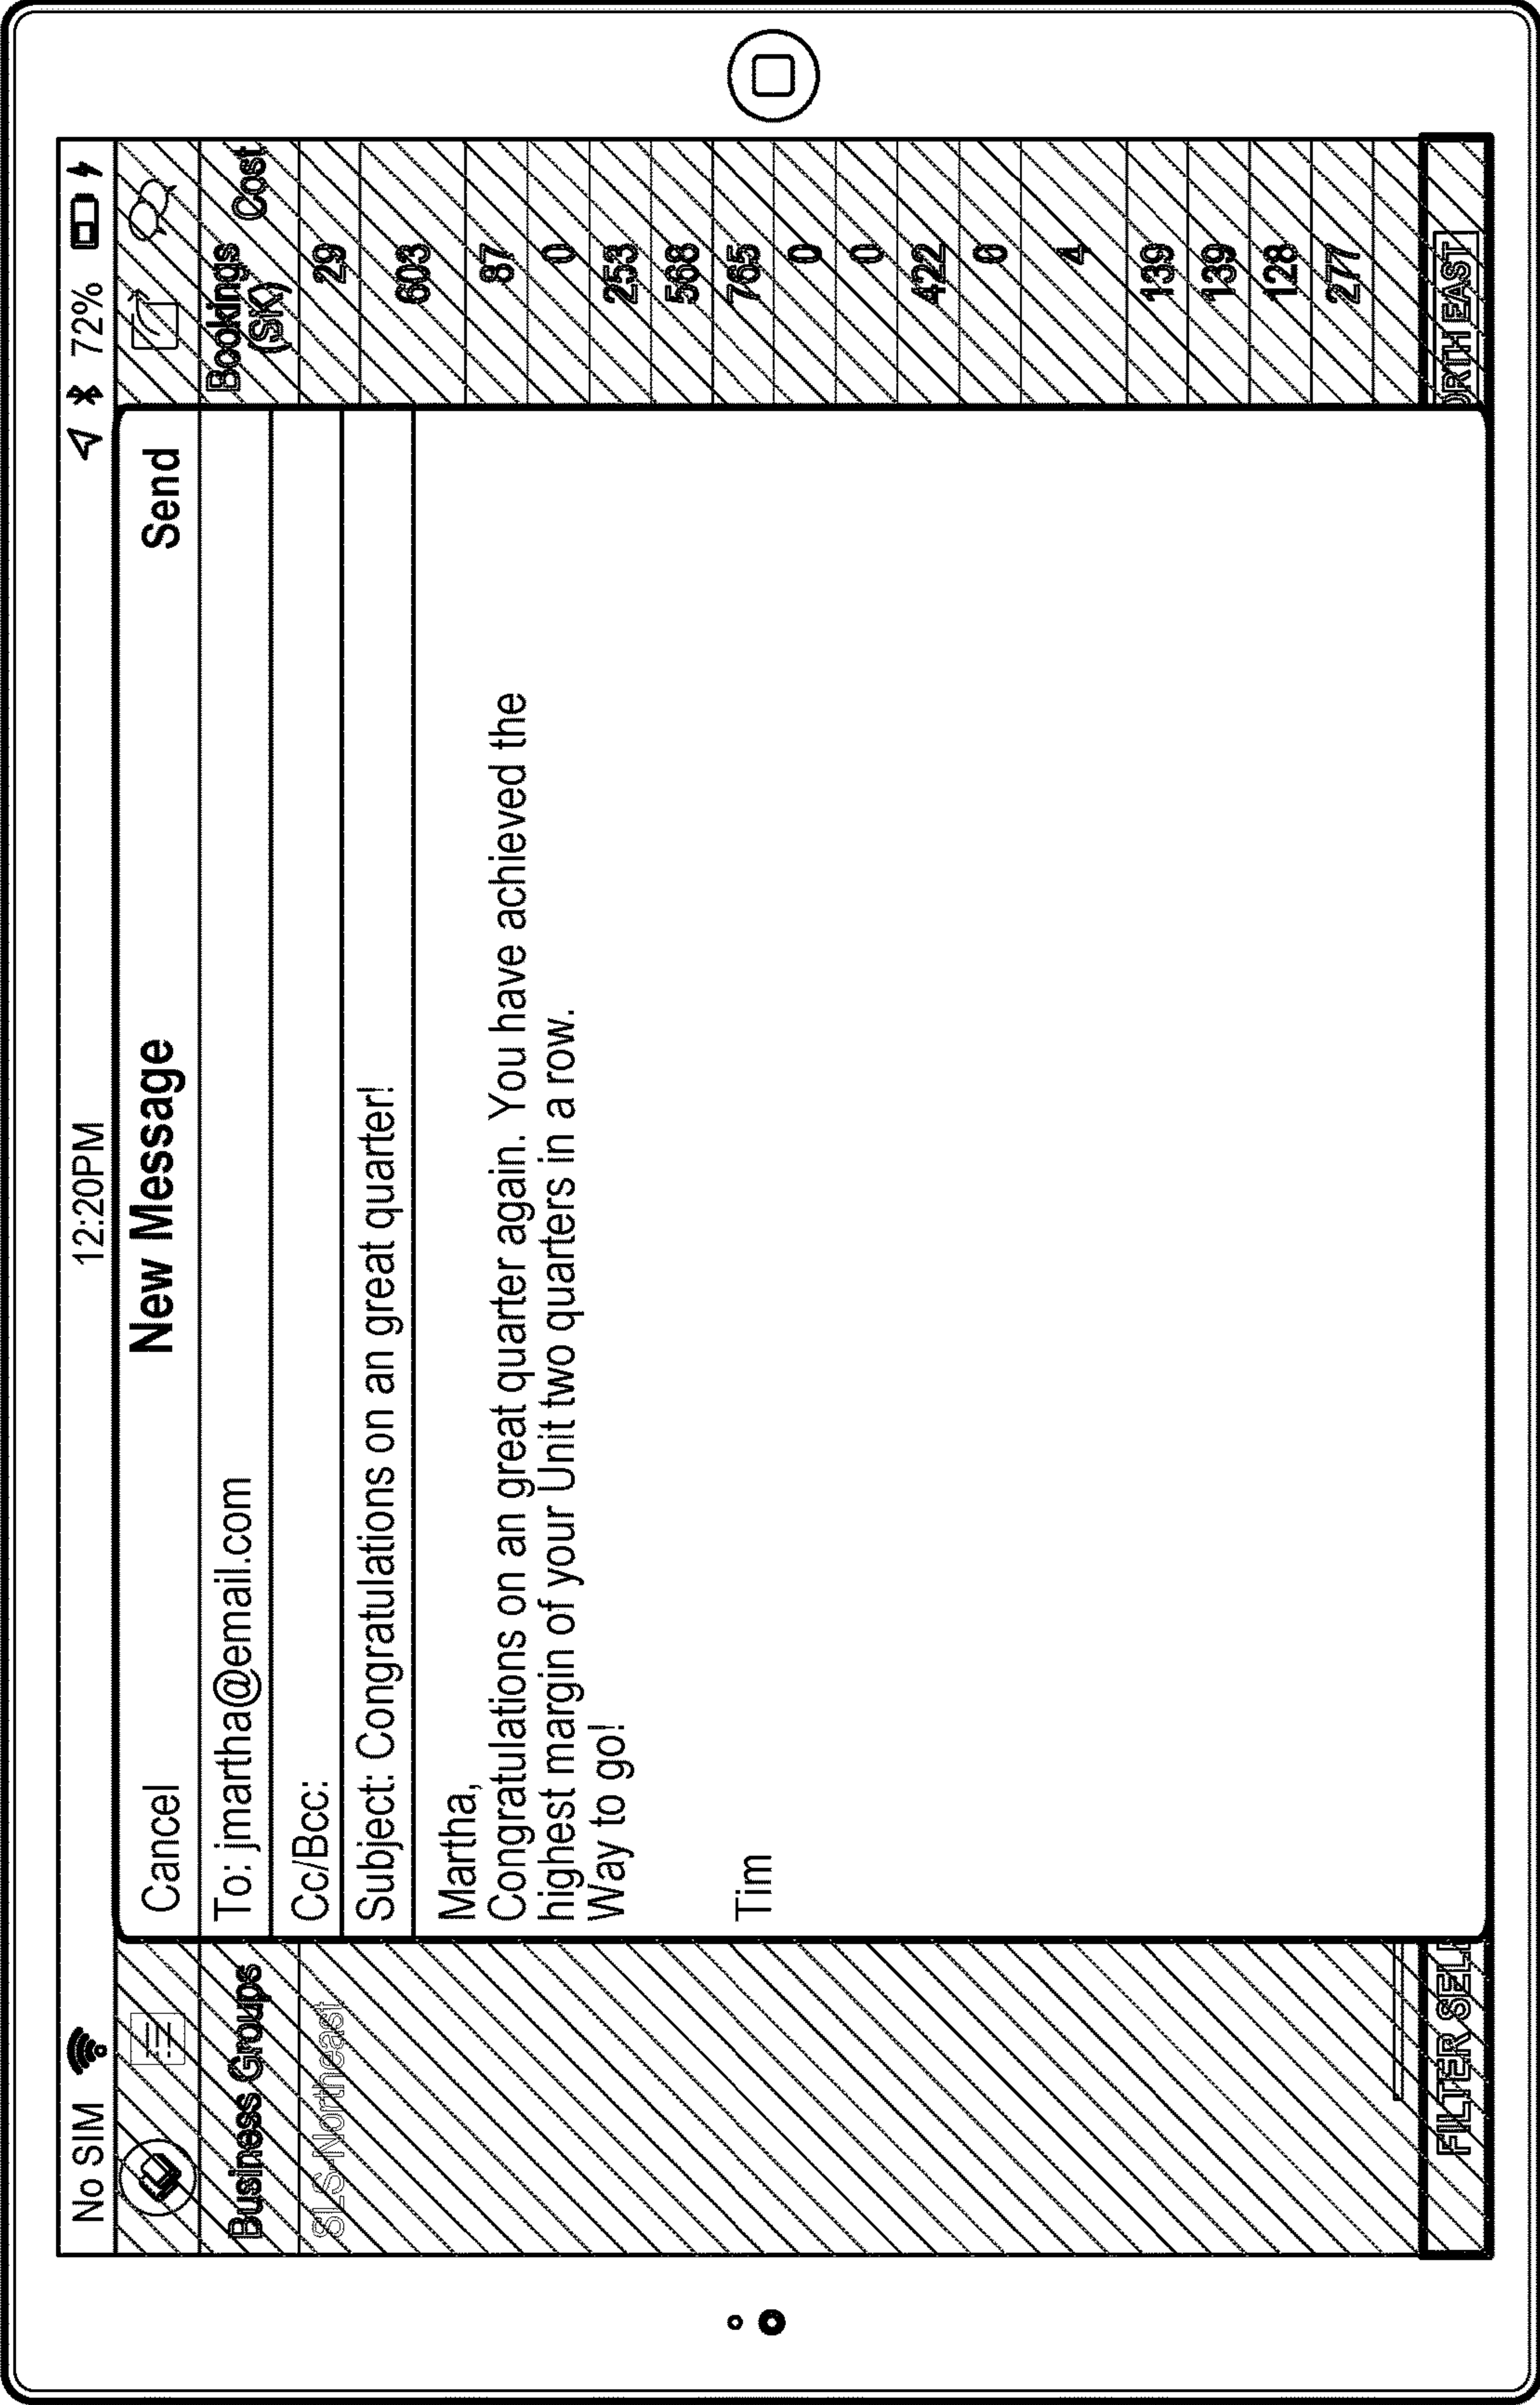 No SIM 12:20PM 72%
Cancel New Message Send
To: jmartha@email.com
Cc/Bcc:
Subject: Congratulations on an great quarter!
Martha,
Congratulations on an great quarter again. You have achieved the
highest margin of your Unit two quarters in a row.
Way to go!
Tim
Business Groups
SLS-Northeast
Bookings Cost
($K)
29
603
87
0
253
568
765
0
0
422
0
4
139
139
128
277
FILTER SELE
ORTH EAST